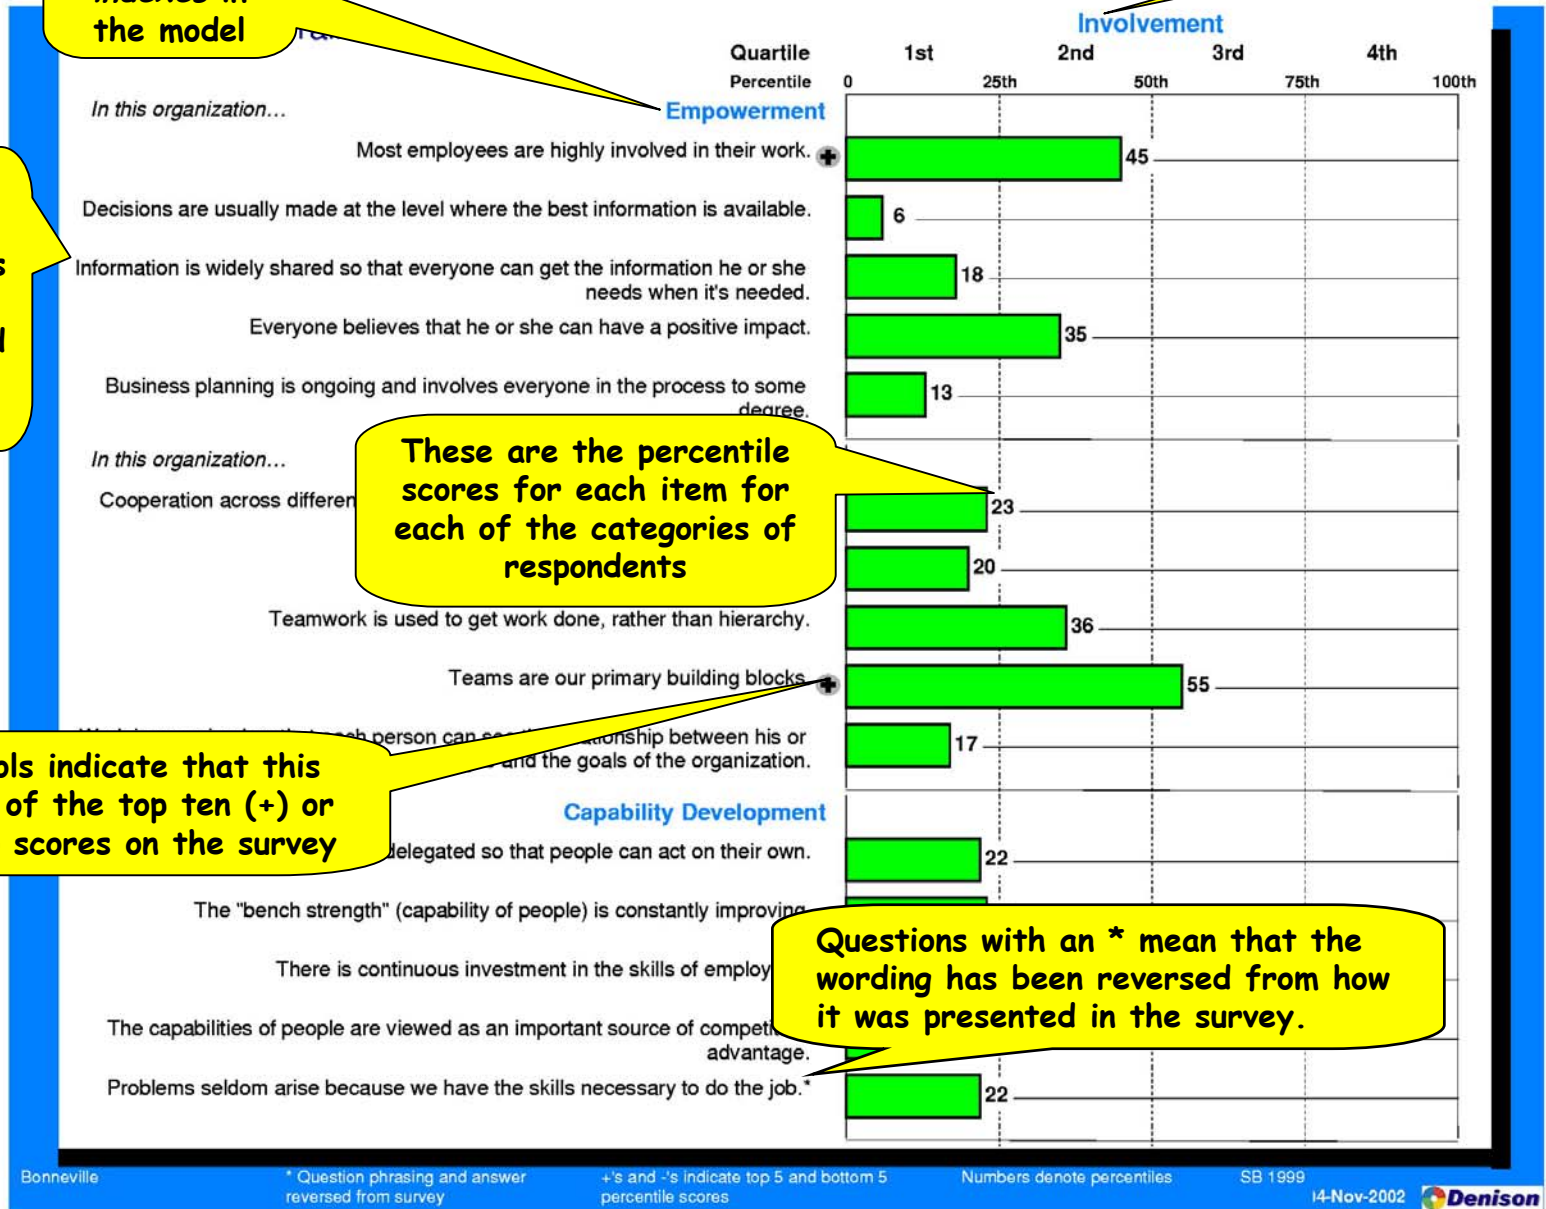 indexes in
the model
Involvement
Quartile 1st 2nd 3rd 4th
Percentile 0 25th 50th 75th 100th
In this organization...
Empowerment
Most employees are highly involved in their work. + 45
Decisions are usually made at the level where the best information is available. 6
Information is widely shared so that everyone can get the information he or she
needs when it's needed. 18
Everyone believes that he or she can have a positive impact. 35
Business planning is ongoing and involves everyone in the process to some
degree. 13
In this organization...
These are the percentile
scores for each item for
each of the categories of
respondents
Cooperation across 23
20
Teamwork is used to get work done, rather than hierarchy. 36
Teams are our primary building blocks + 55
person can between his or
and the goals of the organization. 17
indicate that this
of the top ten (+) or
scores on the survey
Capability Development
delegated so that people can act on their own. 22
The "bench strength" (capability of people) is constantly improving
There is continuous investment in the skills of
Questions with an * mean that the
wording has been reversed from how
it was presented in the survey.
The capabilities of people are viewed as an important source of
advantage.
Problems seldom arise because we have the skills necessary to do the job.* 22
Bonneville
* Question phrasing and answer
reversed from survey
+'s and -'s indicate top 5 and bottom 5
percentile scores
Numbers denote percentiles
SB 1999
4-Nov-2002
Denison